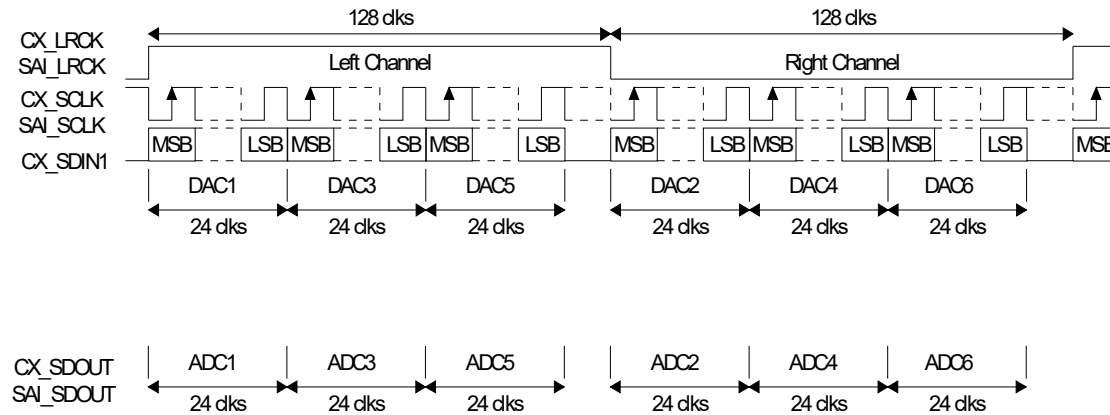 128 clks 128 clks
CX_LRCK
SAI_LRCK
Left Channel Right Channel
CX_SCLK
SAI_SCLK
CX_SDIN1
MSB LSB MSB LSB MSB LSB MSB LSB MSB LSB MSB LSB MSB
DAC1 DAC3 DAC5 DAC2 DAC4 DAC6
24 clks 24 clks 24 clks 24 clks 24 clks 24 clks
CX_SDOUT
SAI_SDOUT
ADC1 ADC3 ADC5 ADC2 ADC4 ADC6
24 clks 24 clks 24 clks 24 clks 24 clks 24 clks